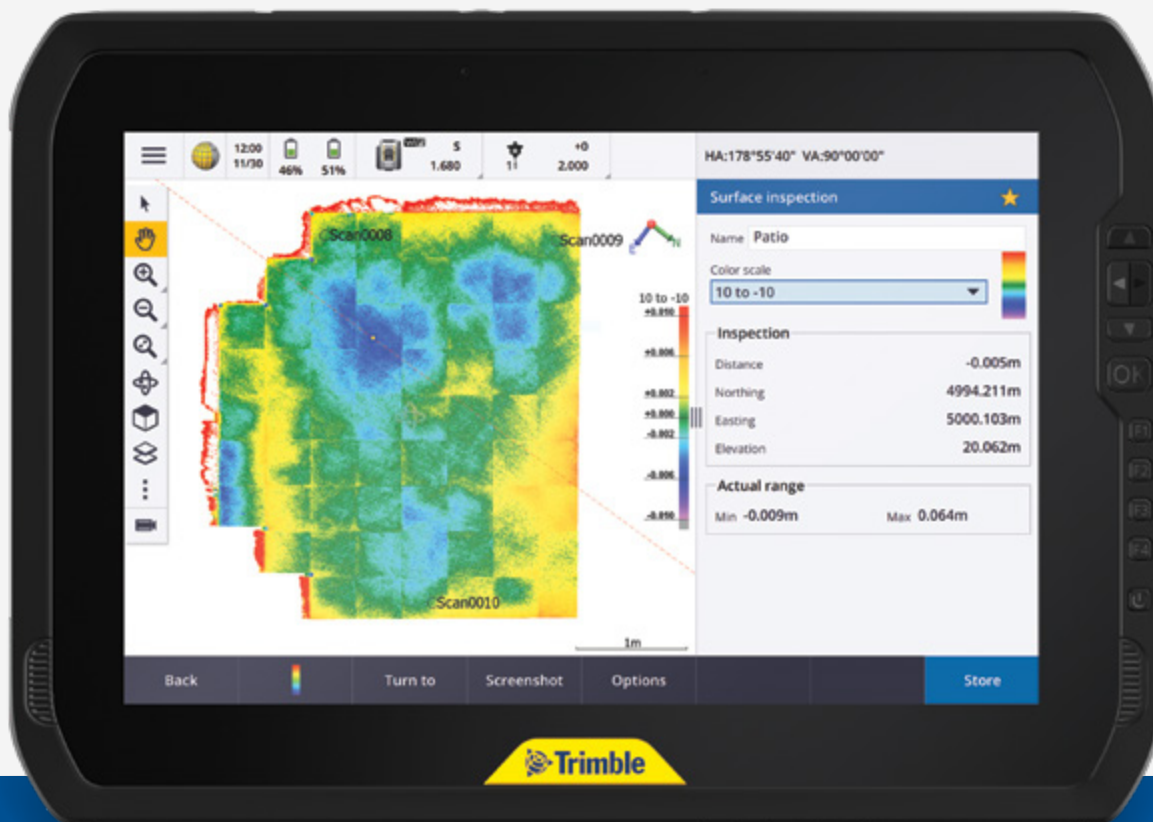 12:00
11/30
46%
51%
S
1.680
1
+0
2.000
HA:178°55'40" VA:90°00'00"
Surface inspection
Name Patio
Color scale
10 to -10
Inspection
Distance -0.005m
Northing 4994.211m
Easting 5000.103m
Elevation 20.062m
Actual range
Min -0.009m Max 0.064m
Scan0008
Scan0009
E
N
10 to -10
+0.010
+0.006
+0.002
+0.000
-0.002
-0.006
-0.010
Scan0010
1m
Back
Turn to
Screenshot
Options
Store
OK
F1
F2
F3
F4
Trimble